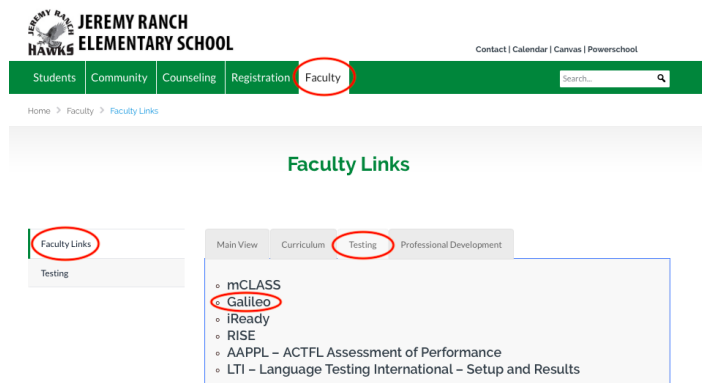 JEREMY RANCH
HAWKS
JEREMY RANCH
ELEMENTARY SCHOOL
Contact | Calendar | Canvas | Powerschool
Students Community Counseling Registration Faculty Search...
Home > Faculty > Faculty Links
Faculty Links
Faculty Links
Testing
Main View Curriculum Testing Professional Development
mCLASS
Galileo
iReady
RISE
AAPPL – ACTFL Assessment of Performance
LTI – Language Testing International – Setup and Results